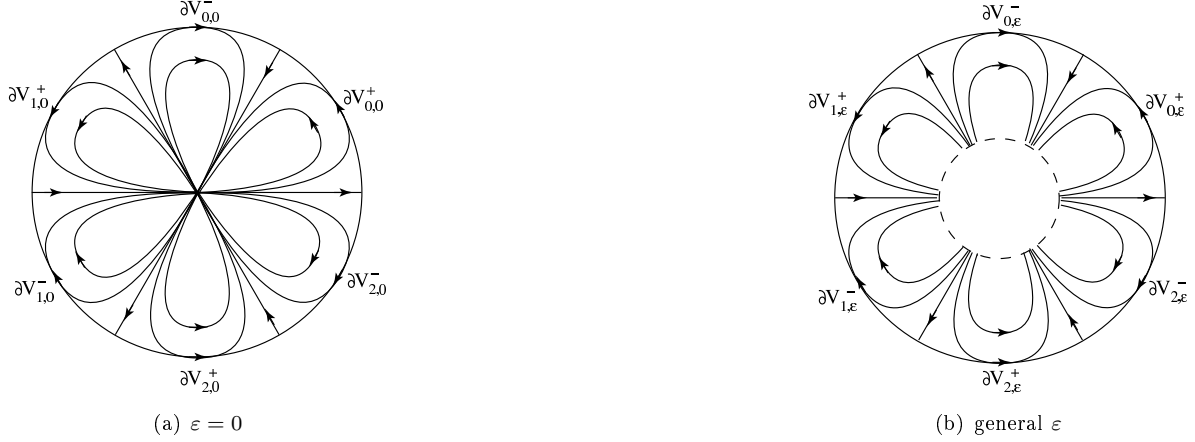 ∂V⁻₀,₀
∂V⁺₁,₀
∂V⁺₀,₀
∂V⁻₁,₀
∂V⁻₂,₀
∂V⁺₂,₀
(a) ε = 0
∂V⁻₀,ε
∂V⁺₁,ε
∂V⁺₀,ε
∂V⁻₁,ε
∂V⁻₂,ε
∂V⁺₂,ε
(b) general ε